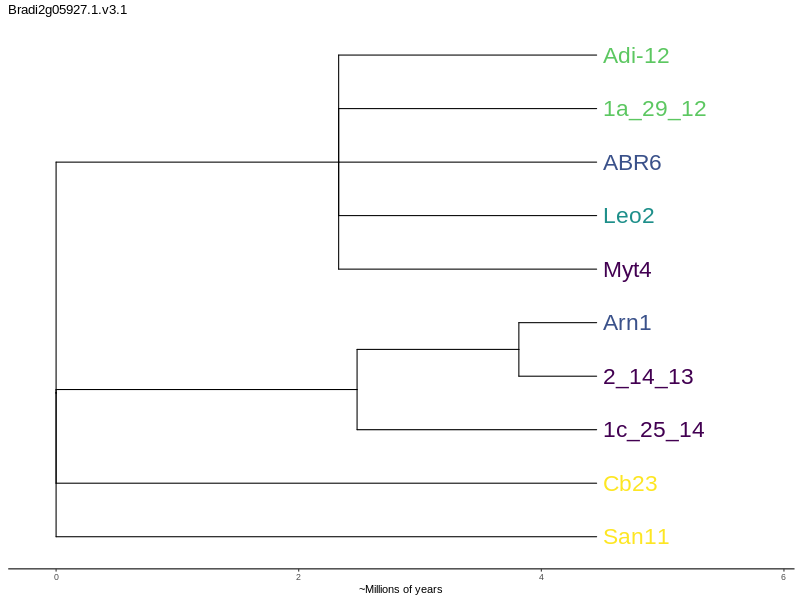 Bradi2g05927.1.v3.1
Adi-12
1a_29_12
ABR6
Leo2
Myt4
Arn1
2_14_13
1c_25_14
Cb23
San11
0 2 4 6
~Millions of years